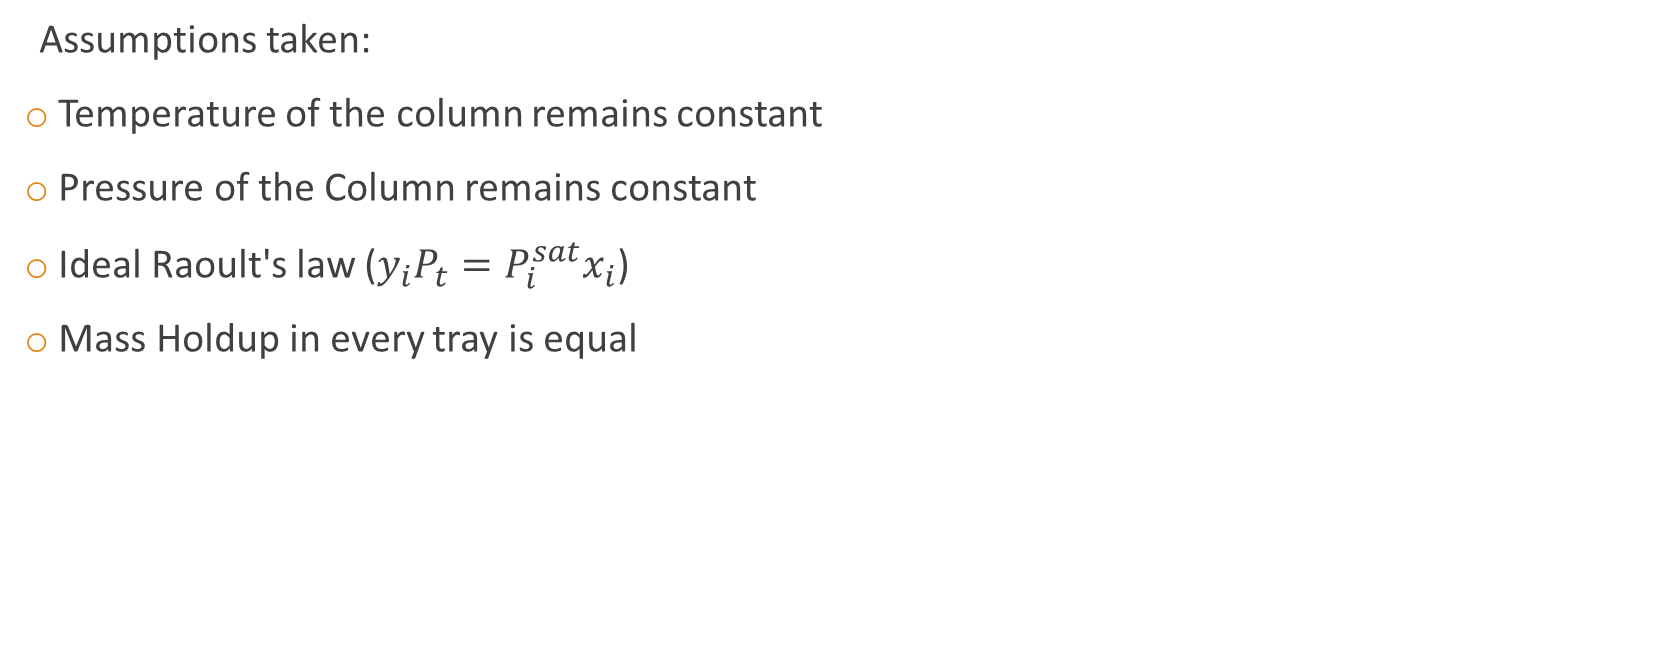 Assumptions taken:
○ Temperature of the column remains constant
○ Pressure of the Column remains constant
○ Ideal Raoult's law ($y_i P_t = P_i^{sat} x_i$)
○ Mass Holdup in every tray is equal